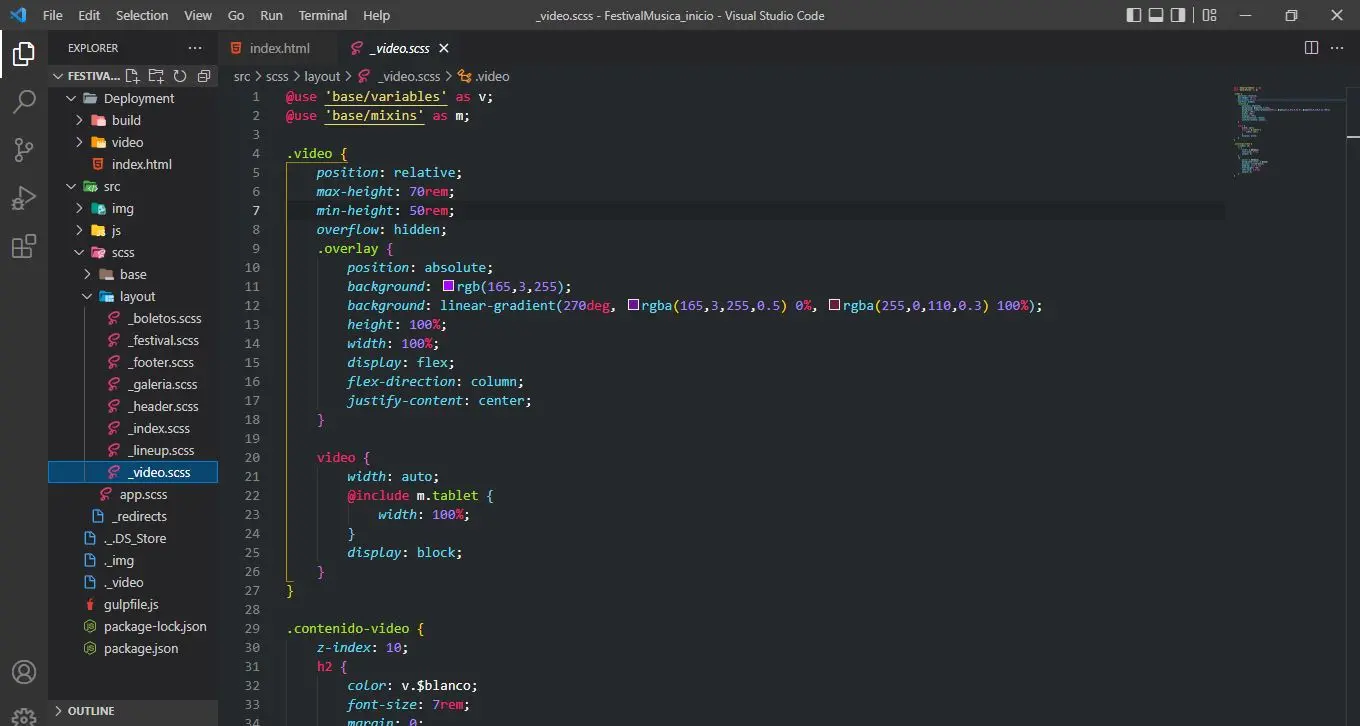 File Edit Selection View Go Run Terminal Help _video.scss - FestivalMusica_inicio - Visual Studio Code
EXPLORER
FESTIVA...
Deployment
build
video
index.html
src
img
js
scss
base
layout
_boletos.scss
_festival.scss
_footer.scss
_galeria.scss
_header.scss
_index.scss
_lineup.scss
_video.scss
app.scss
_redirects
._.DS_Store
._img
._video
gulpfile.js
package-lock.json
package.json
OUTLINE
index.html _video.scss
src > scss > layout > _video.scss > .video
1 @use 'base/variables' as v;
2 @use 'base/mixins' as m;
3
4 .video {
5 position: relative;
6 max-height: 70rem;
7 min-height: 50rem;
8 overflow: hidden;
9 .overlay {
10 position: absolute;
11 background: rgb(165,3,255);
12 background: linear-gradient(270deg, rgba(165,3,255,0.5) 0%, rgba(255,0,110,0.3) 100%);
13 height: 100%;
14 width: 100%;
15 display: flex;
16 flex-direction: column;
17 justify-content: center;
18 }
19
20 video {
21 width: auto;
22 @include m.tablet {
23 width: 100%;
24 }
25 display: block;
26 }
27 }
28
29 .contenido-video {
30 z-index: 10;
31 h2 {
32 color: v.$blanco;
33 font-size: 7rem;
34 margin: 0;